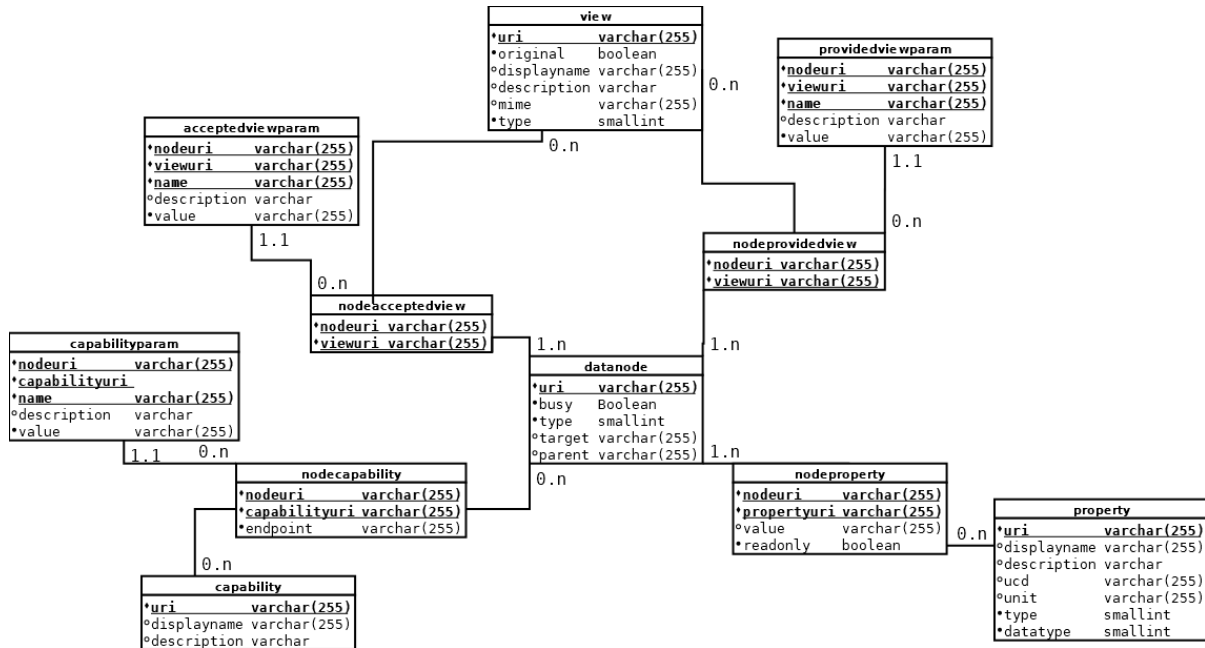 view
uri varchar(255)
original boolean
displayname varchar(255)
description varchar
mime varchar(255)
type smallint
0.n
0.n
providedviewparam
nodeuri varchar(255)
viewuri varchar(255)
name varchar(255)
description varchar
value varchar(255)
1.1
0.n
acceptedviewparam
nodeuri varchar(255)
viewuri varchar(255)
name varchar(255)
description varchar
value varchar(255)
1.1
0.n
nodeprovidedview
nodeuri varchar(255)
viewuri varchar(255)
nodeacceptedview
nodeuri varchar(255)
viewuri varchar(255)
1.n
1.n
capabilityparam
nodeuri varchar(255)
capabilityuri
name varchar(255)
description varchar
value varchar(255)
1.1
0.n
datanode
uri varchar(255)
busy Boolean
type smallint
target varchar(255)
parent varchar(255)
0.n
1.n
nodecapability
nodeuri varchar(255)
capabilityuri varchar(255)
endpoint varchar(255)
0.n
nodeproperty
nodeuri varchar(255)
propertyuri varchar(255)
value varchar(255)
readonly boolean
0.n
property
uri varchar(255)
displayname varchar(255)
description varchar
ucd varchar(255)
unit varchar(255)
type smallint
datatype smallint
capability
uri varchar(255)
displayname varchar(255)
description varchar